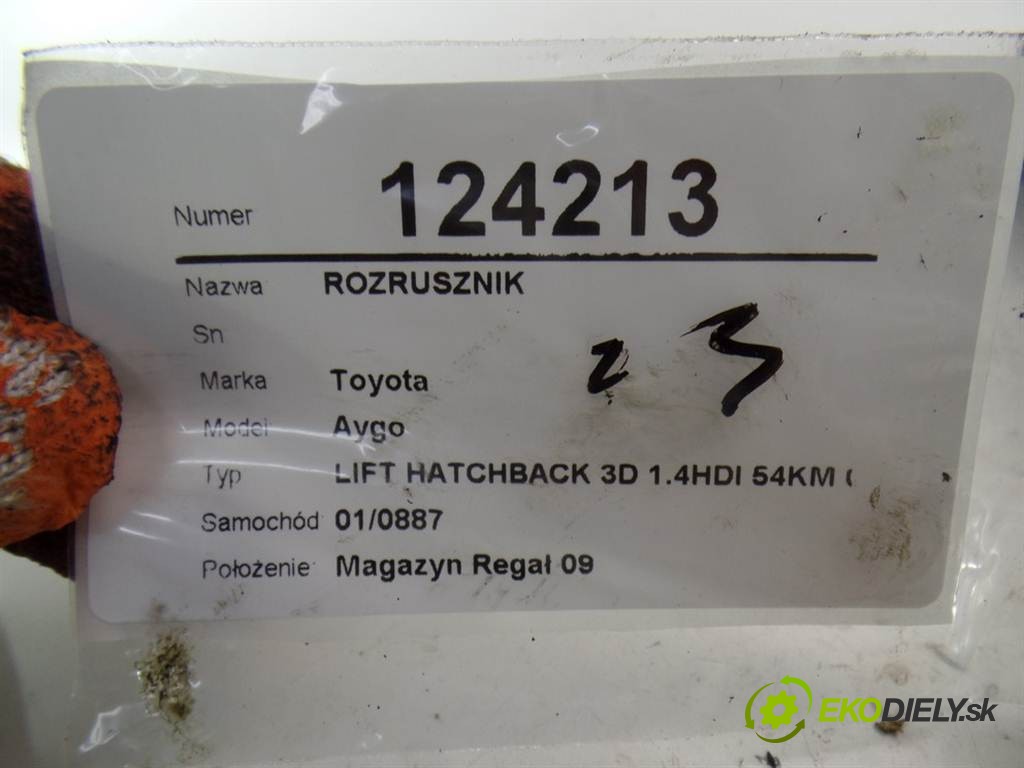 Numer 124213
Nazwa ROZRUSZNIK
Sn
23
Marka Toyota
Model Aygo
Typ LIFT HATCHBACK 3D 1.4HDI 54KM (
Samochód 01/0887
Położenie Magazyn Regał 09
EKODIELY.sk